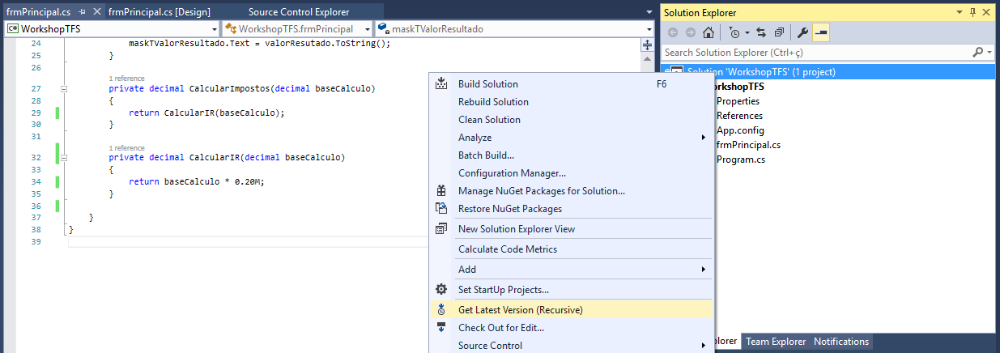 frmPrincipal.cs
frmPrincipal.cs [Design]
Source Control Explorer
C# WorkshopTFS
WorkshopTFS.frmPrincipal
maskTValorResultado
24 maskTValorResultado.Text = valorResutado.ToString();
25 }
26
1 reference
27 private decimal CalcularImpostos(decimal baseCalculo)
28 {
29 return CalcularIR(baseCalculo);
30 }
31
1 reference
32 private decimal CalcularIR(decimal baseCalculo)
33 {
34 return baseCalculo * 0.20M;
35 }
36
37 }
38 }
39
Build Solution F6
Rebuild Solution
Clean Solution
Analyze
Batch Build...
Configuration Manager...
Manage NuGet Packages for Solution...
Restore NuGet Packages
New Solution Explorer View
Calculate Code Metrics
Add
Set StartUp Projects...
Get Latest Version (Recursive)
Check Out for Edit...
Source Control
Solution Explorer
Search Solution Explorer (Ctrl+ç)
Solution 'WorkshopTFS' (1 project)
orkshopTFS
Properties
References
App.config
frmPrincipal.cs
Program.cs
plorer
Team Explorer
Notifications